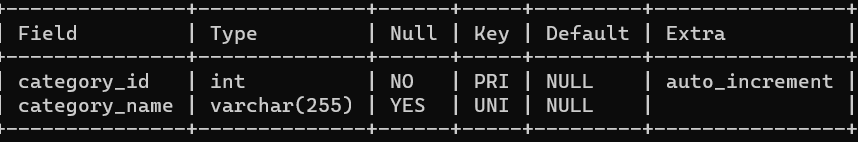 +---------------+--------------+------+-----+---------+----------------+
| Field         | Type         | Null | Key | Default | Extra          |
+---------------+--------------+------+-----+---------+----------------+
| category_id   | int          | NO   | PRI | NULL    | auto_increment |
| category_name | varchar(255) | YES  | UNI | NULL    |                |
+---------------+--------------+------+-----+---------+----------------+